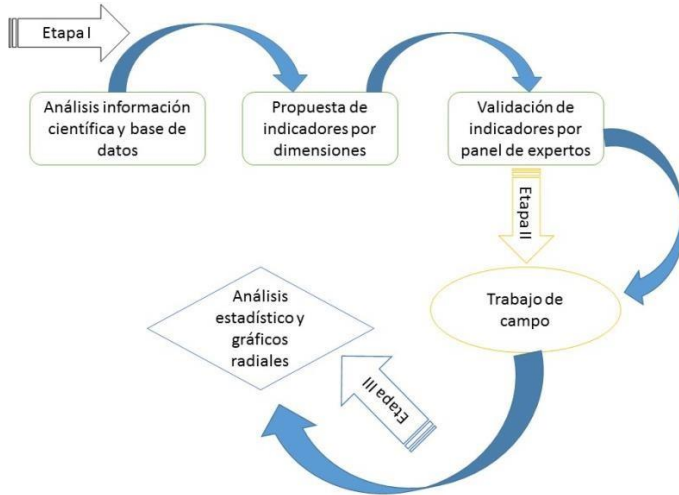 Etapa I
Análisis información
científica y base de
datos
Propuesta de
indicadores por
dimensiones
Validación de
indicadores por
panel de expertos
Etapa II
Trabajo de
campo
Etapa III
Análisis
estadístico y
gráficos
radiales